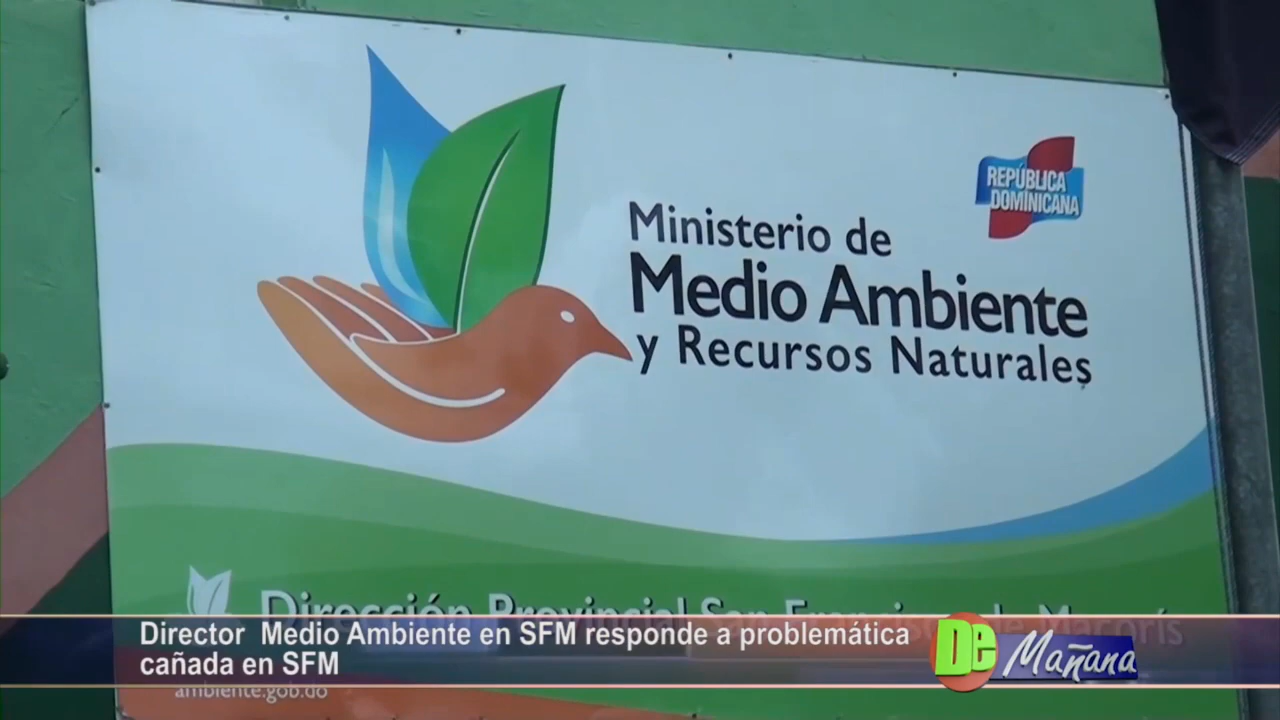 REPÚBLICA
DOMINICANA
Ministerio de
Medio Ambiente
y Recursos Naturales
Dirección Provincial San Francisco de Macorís
Director Medio Ambiente en SFM responde a problemática
cañada en SFM
De Mañana
ambiente.gob.do